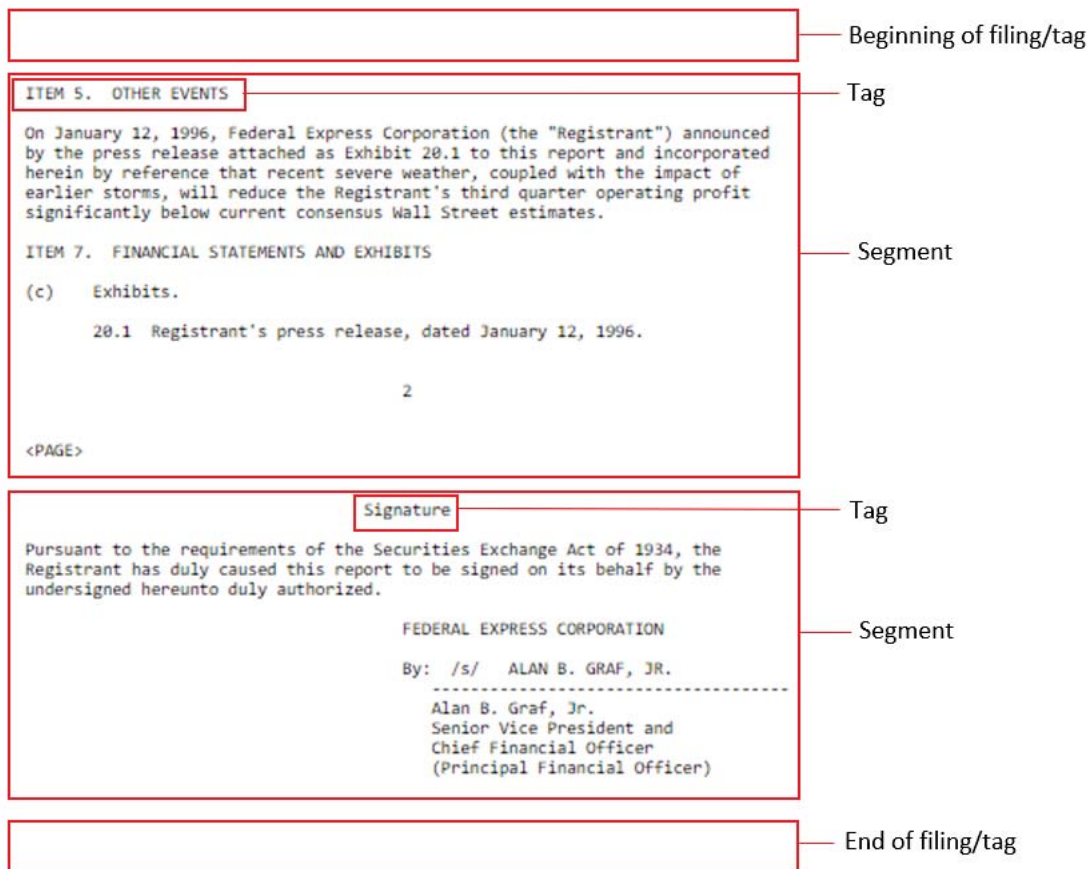 Beginning of filing/tag
ITEM 5. OTHER EVENTS
Tag
On January 12, 1996, Federal Express Corporation (the "Registrant") announced
by the press release attached as Exhibit 20.1 to this report and incorporated
herein by reference that recent severe weather, coupled with the impact of
earlier storms, will reduce the Registrant's third quarter operating profit
significantly below current consensus Wall Street estimates.
ITEM 7. FINANCIAL STATEMENTS AND EXHIBITS
Segment
(c) Exhibits.
20.1 Registrant's press release, dated January 12, 1996.
2
<PAGE>
Signature
Tag
Pursuant to the requirements of the Securities Exchange Act of 1934, the
Registrant has duly caused this report to be signed on its behalf by the
undersigned hereunto duly authorized.
FEDERAL EXPRESS CORPORATION
Segment
By: /s/ ALAN B. GRAF, JR.
-------------------------------------
Alan B. Graf, Jr.
Senior Vice President and
Chief Financial Officer
(Principal Financial Officer)
End of filing/tag